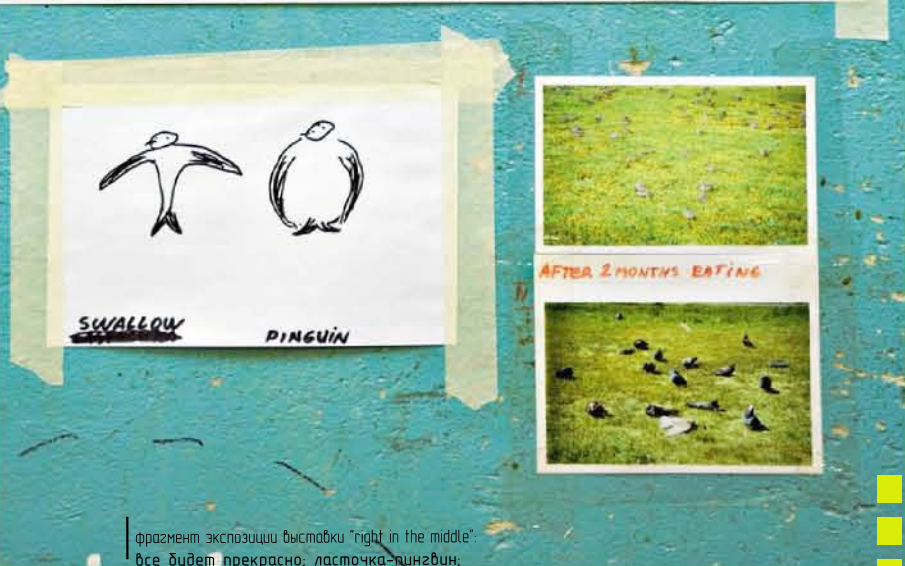 SWALLOW
PINGUIN
AFTER 2 MONTHS EATING
фрагмент экспозиции выставки "right in the middle":
все будет прекрасно; ласточка-пингвин;